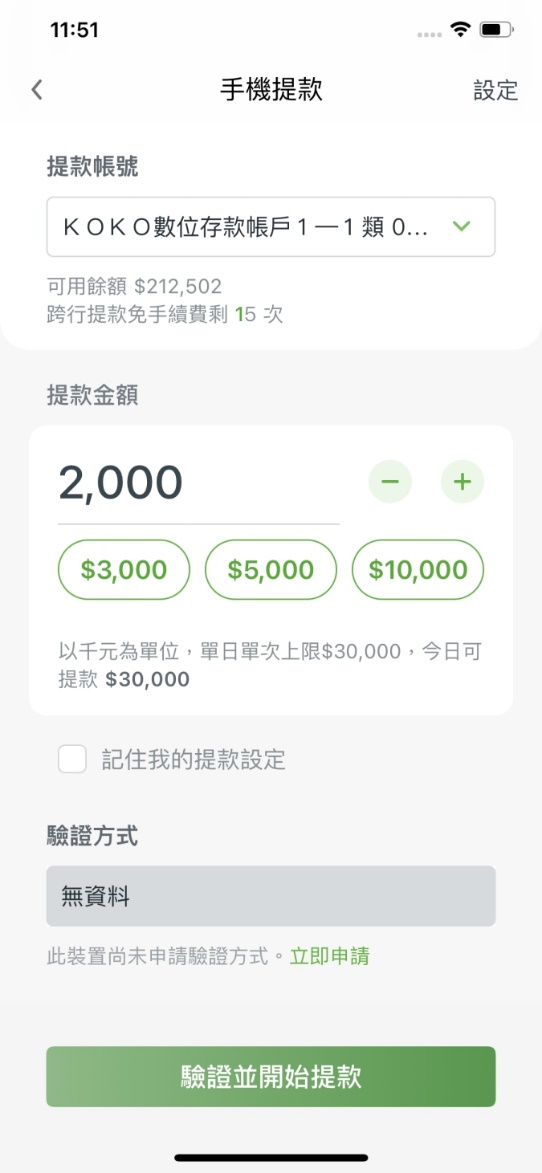 11:51
手機提款
設定
提款帳號
ＫＯＫＯ數位存款帳戶１—１類 0...
可用餘額 $212,502
跨行提款免手續費剩 15 次
提款金額
2,000
$3,000
$5,000
$10,000
以千元為單位，單日單次上限$30,000，今日可
提款 $30,000
記住我的提款設定
驗證方式
無資料
此裝置尚未申請驗證方式。立即申請
驗證並開始提款